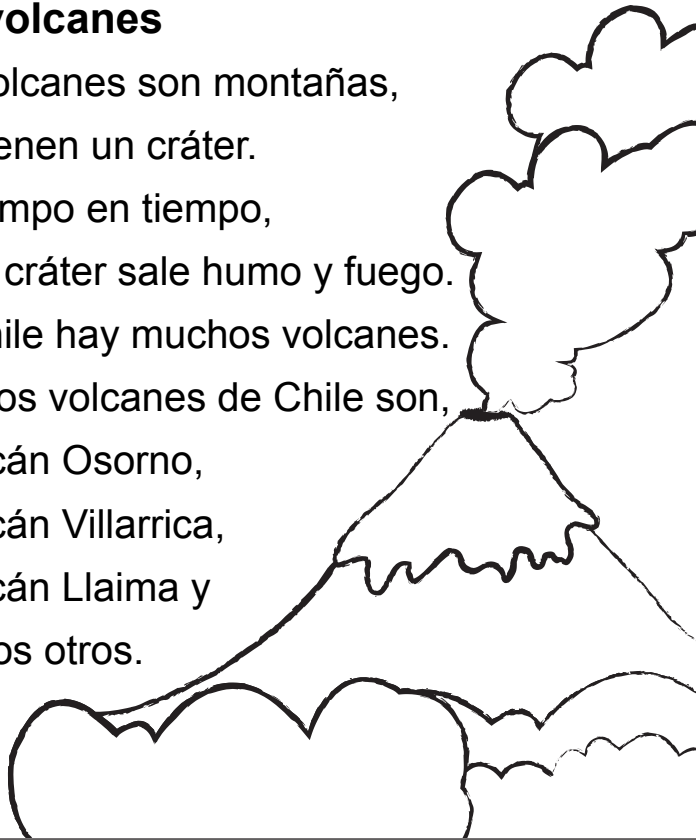 volcanes
olcanes son montañas,
enen un cráter.
mpo en tiempo,
cráter sale humo y fuego.
ile hay muchos volcanes.
os volcanes de Chile son,
cán Osorno,
cán Villarrica,
cán Llaima y
os otros.